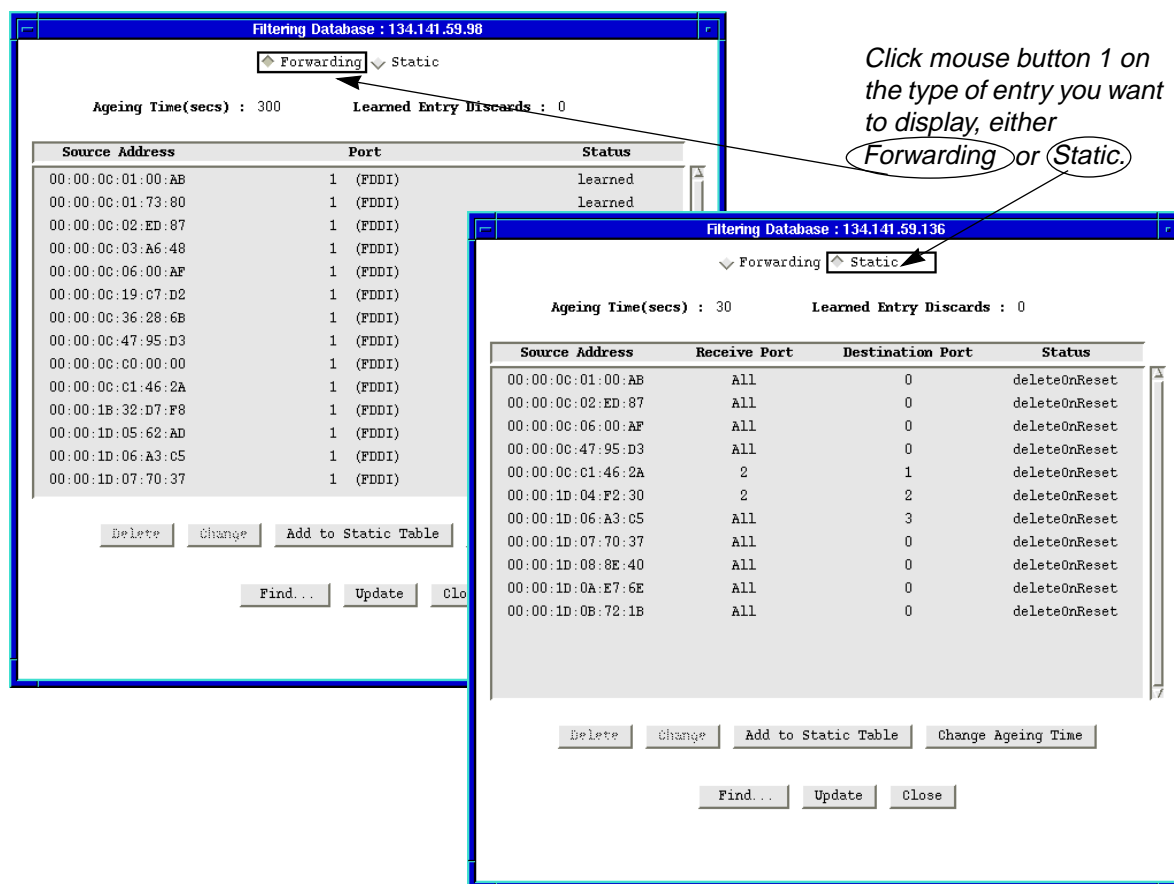 Filtering Database : 134.141.59.98
Forwarding Static
Ageing Time(secs) : 300 Learned Entry Discards : 0
Source Address Port Status
00:00:0C:01:00:AB 1 (FDDI) learned
00:00:0C:01:73:80 1 (FDDI) learned
00:00:0C:02:ED:87 1 (FDDI)
00:00:0C:03:A6:48 1 (FDDI)
00:00:0C:06:00:AF 1 (FDDI)
00:00:0C:19:C7:D2 1 (FDDI)
00:00:0C:36:28:6B 1 (FDDI)
00:00:0C:47:95:D3 1 (FDDI)
00:00:0C:C0:00:00 1 (FDDI)
00:00:0C:C1:46:2A 1 (FDDI)
00:00:1B:32:D7:F8 1 (FDDI)
00:00:1D:05:62:AD 1 (FDDI)
00:00:1D:06:A3:C5 1 (FDDI)
00:00:1D:07:70:37 1 (FDDI)
Delete Change Add to Static Table
Find... Update Clo
Click mouse button 1 on
the type of entry you want
to display, either
Forwarding or Static.
Filtering Database : 134.141.59.136
Forwarding Static
Ageing Time(secs) : 30 Learned Entry Discards : 0
Source Address Receive Port Destination Port Status
00:00:0C:01:00:AB All 0 deleteOnReset
00:00:0C:02:ED:87 All 0 deleteOnReset
00:00:0C:06:00:AF All 0 deleteOnReset
00:00:0C:47:95:D3 All 0 deleteOnReset
00:00:0C:C1:46:2A 2 1 deleteOnReset
00:00:1D:04:F2:30 2 2 deleteOnReset
00:00:1D:06:A3:C5 All 3 deleteOnReset
00:00:1D:07:70:37 All 0 deleteOnReset
00:00:1D:08:8E:40 All 0 deleteOnReset
00:00:1D:0A:E7:6E All 0 deleteOnReset
00:00:1D:0B:72:1B All 0 deleteOnReset
Delete Change Add to Static Table Change Ageing Time
Find... Update Close